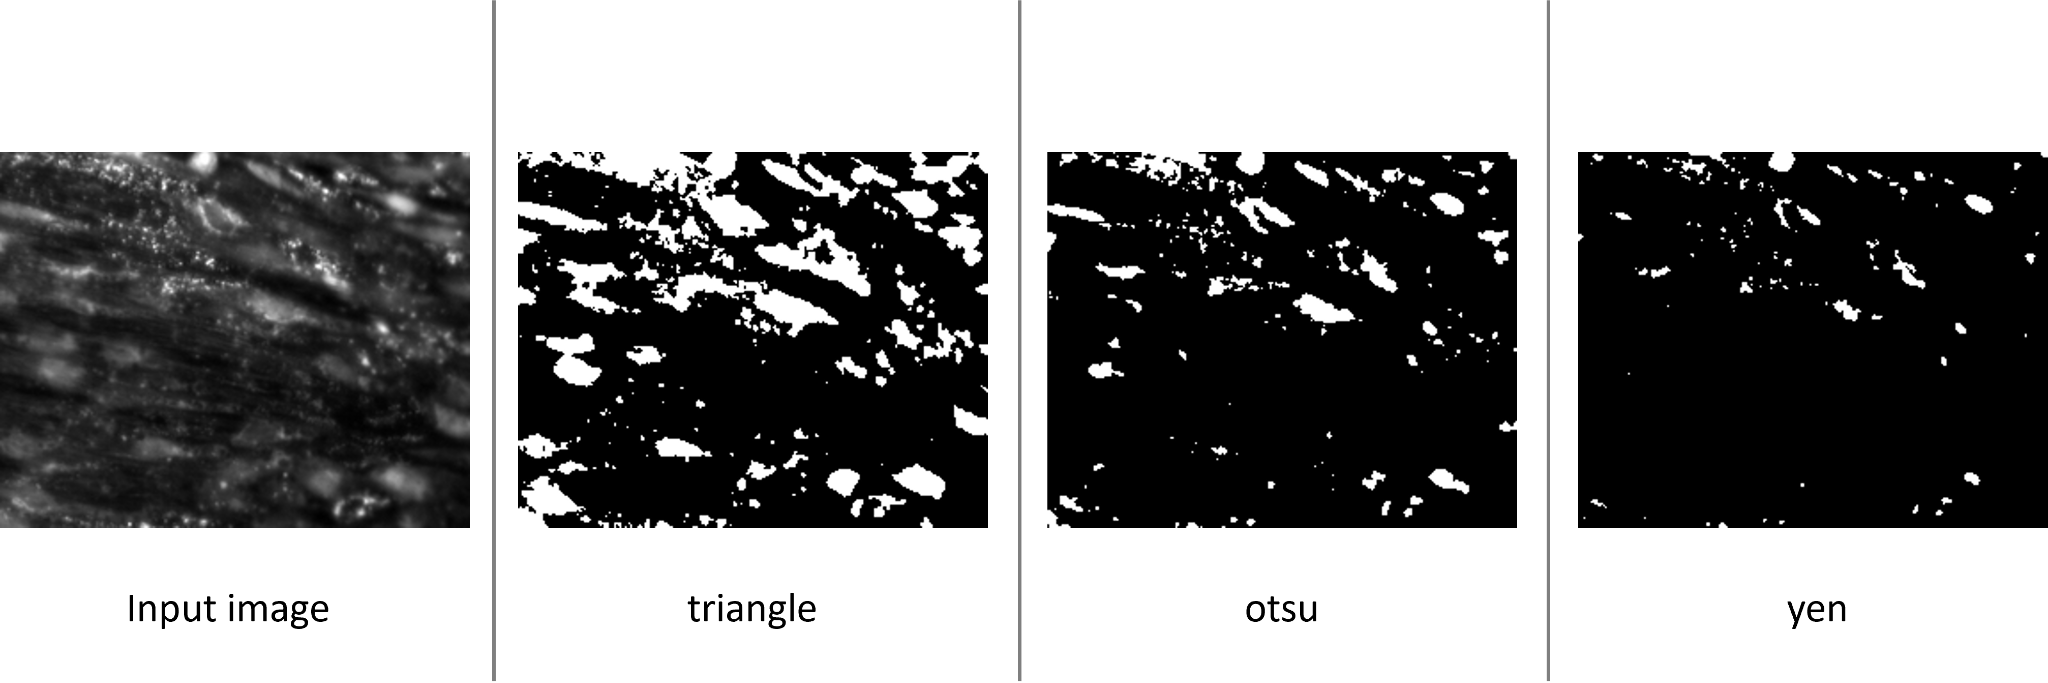 Input image
triangle
otsu
yen